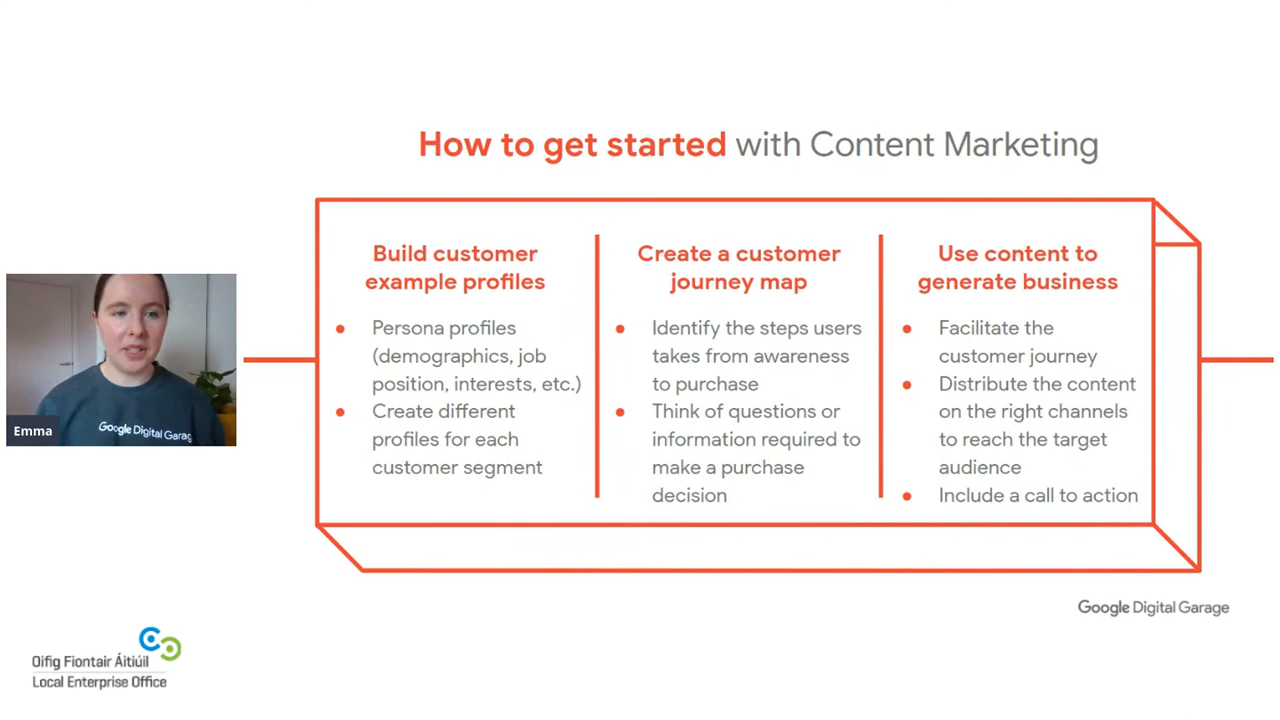 How to get started with Content Marketing
Build customer
example profiles
Persona profiles
(demographics, job
position, interests, etc.)
Create different
profiles for each
customer segment
Create a customer
journey map
Identify the steps users
takes from awareness
to purchase
Think of questions or
information required to
make a purchase
decision
Use content to
generate business
Facilitate the
customer journey
Distribute the content
on the right channels
to reach the target
audience
Include a call to action
Google Digital Garag
Emma
Google Digital Garage
Oifig Fiontair Áitiúil
Local Enterprise Office